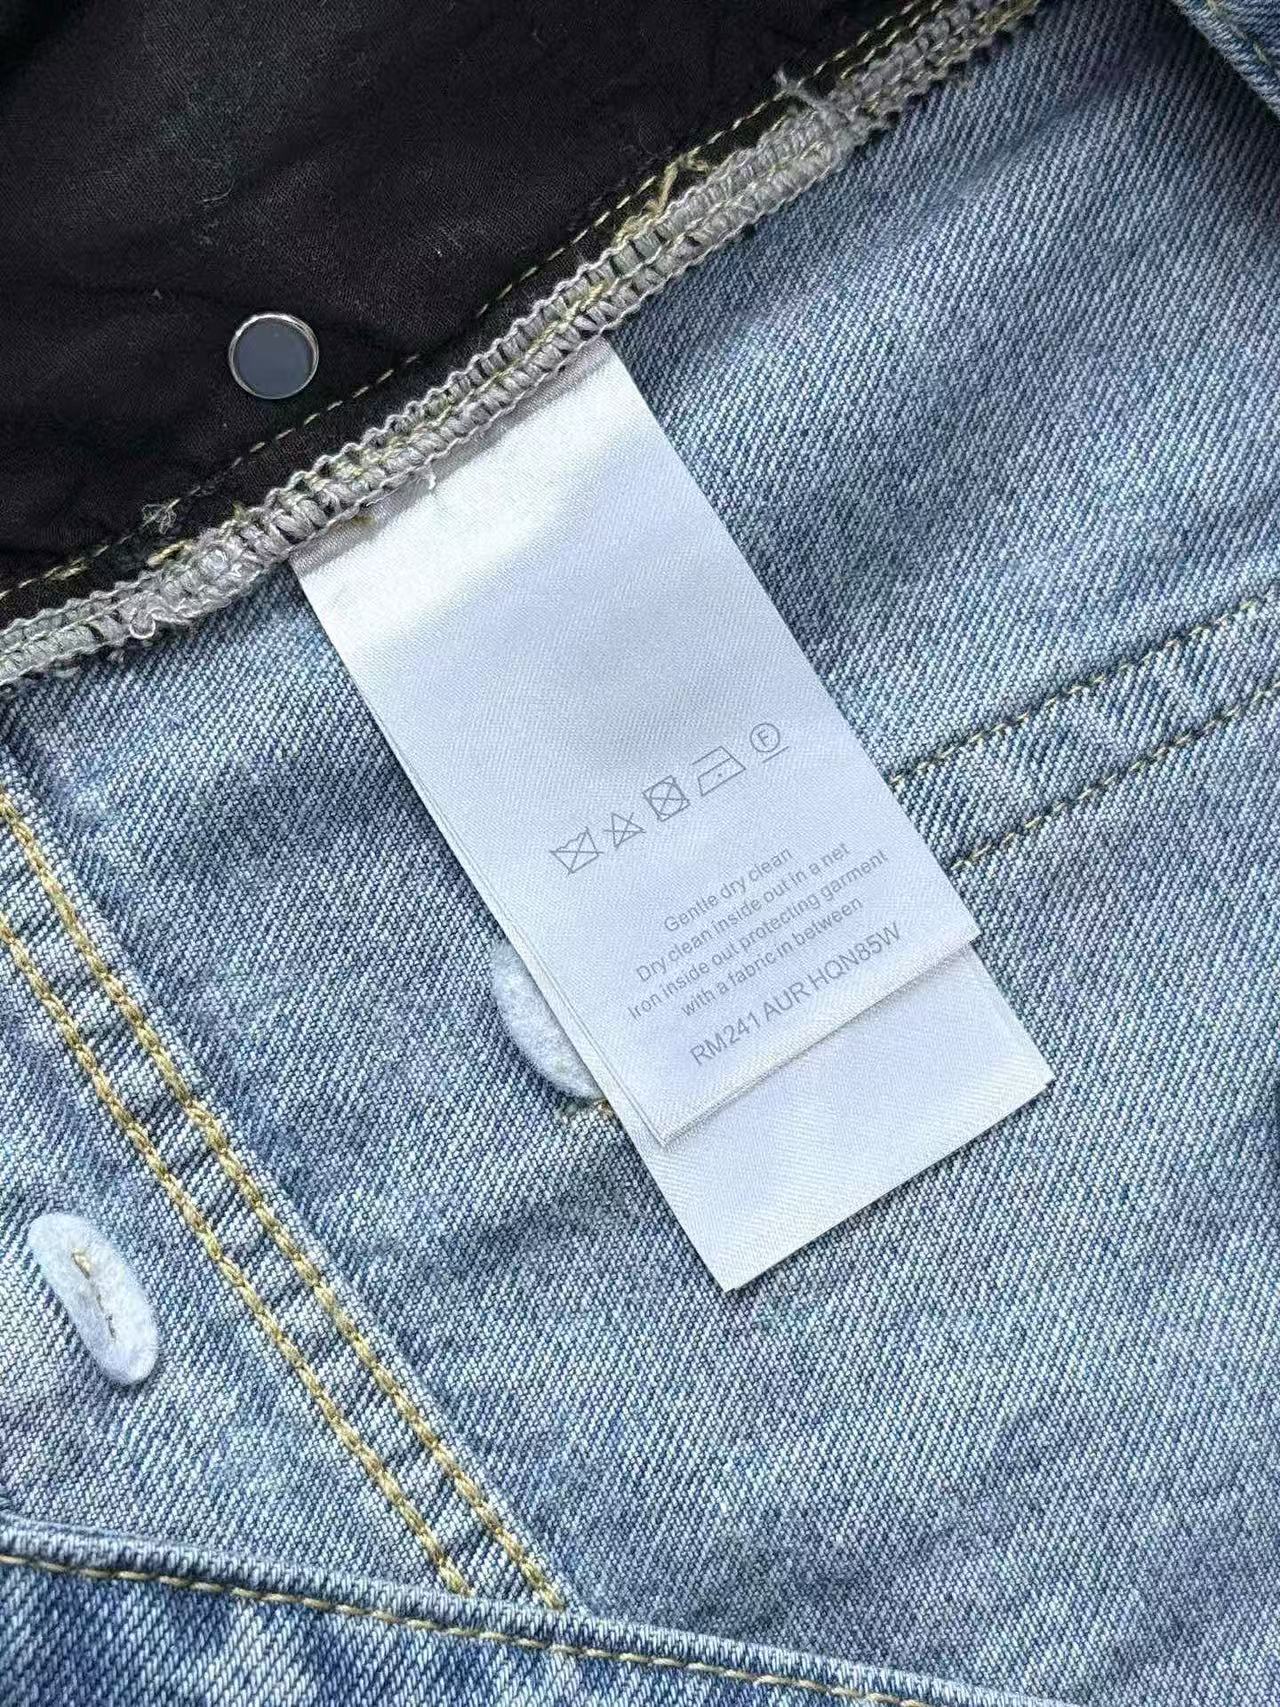 F
Gentle dry clean
Dry clean inside out in a net
Iron inside out protecting garment
with a fabric in between
RM241 AUR HQN85W